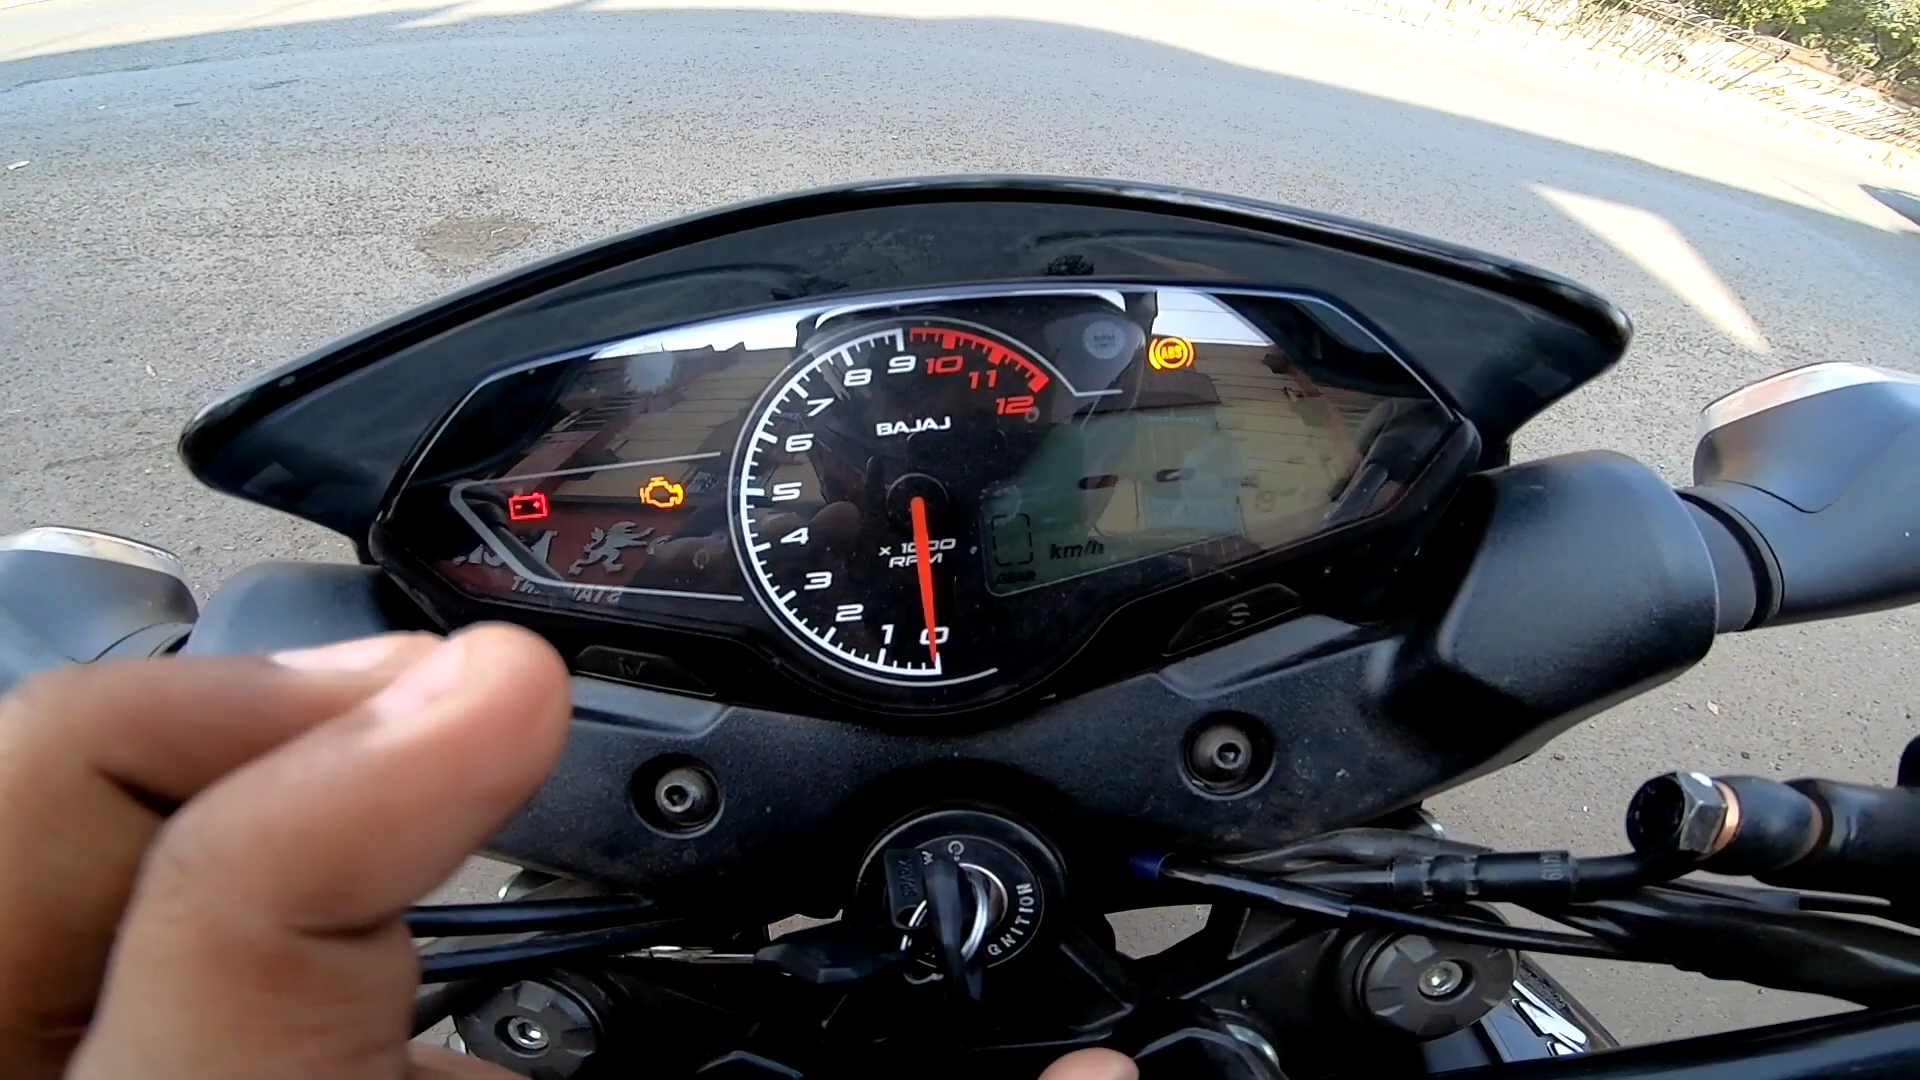 9 10
8 11
7 12
BAJAJ
6
5
4
x 1000
RPM
3
2
1 0
ABS
km/h
S
IGNITION